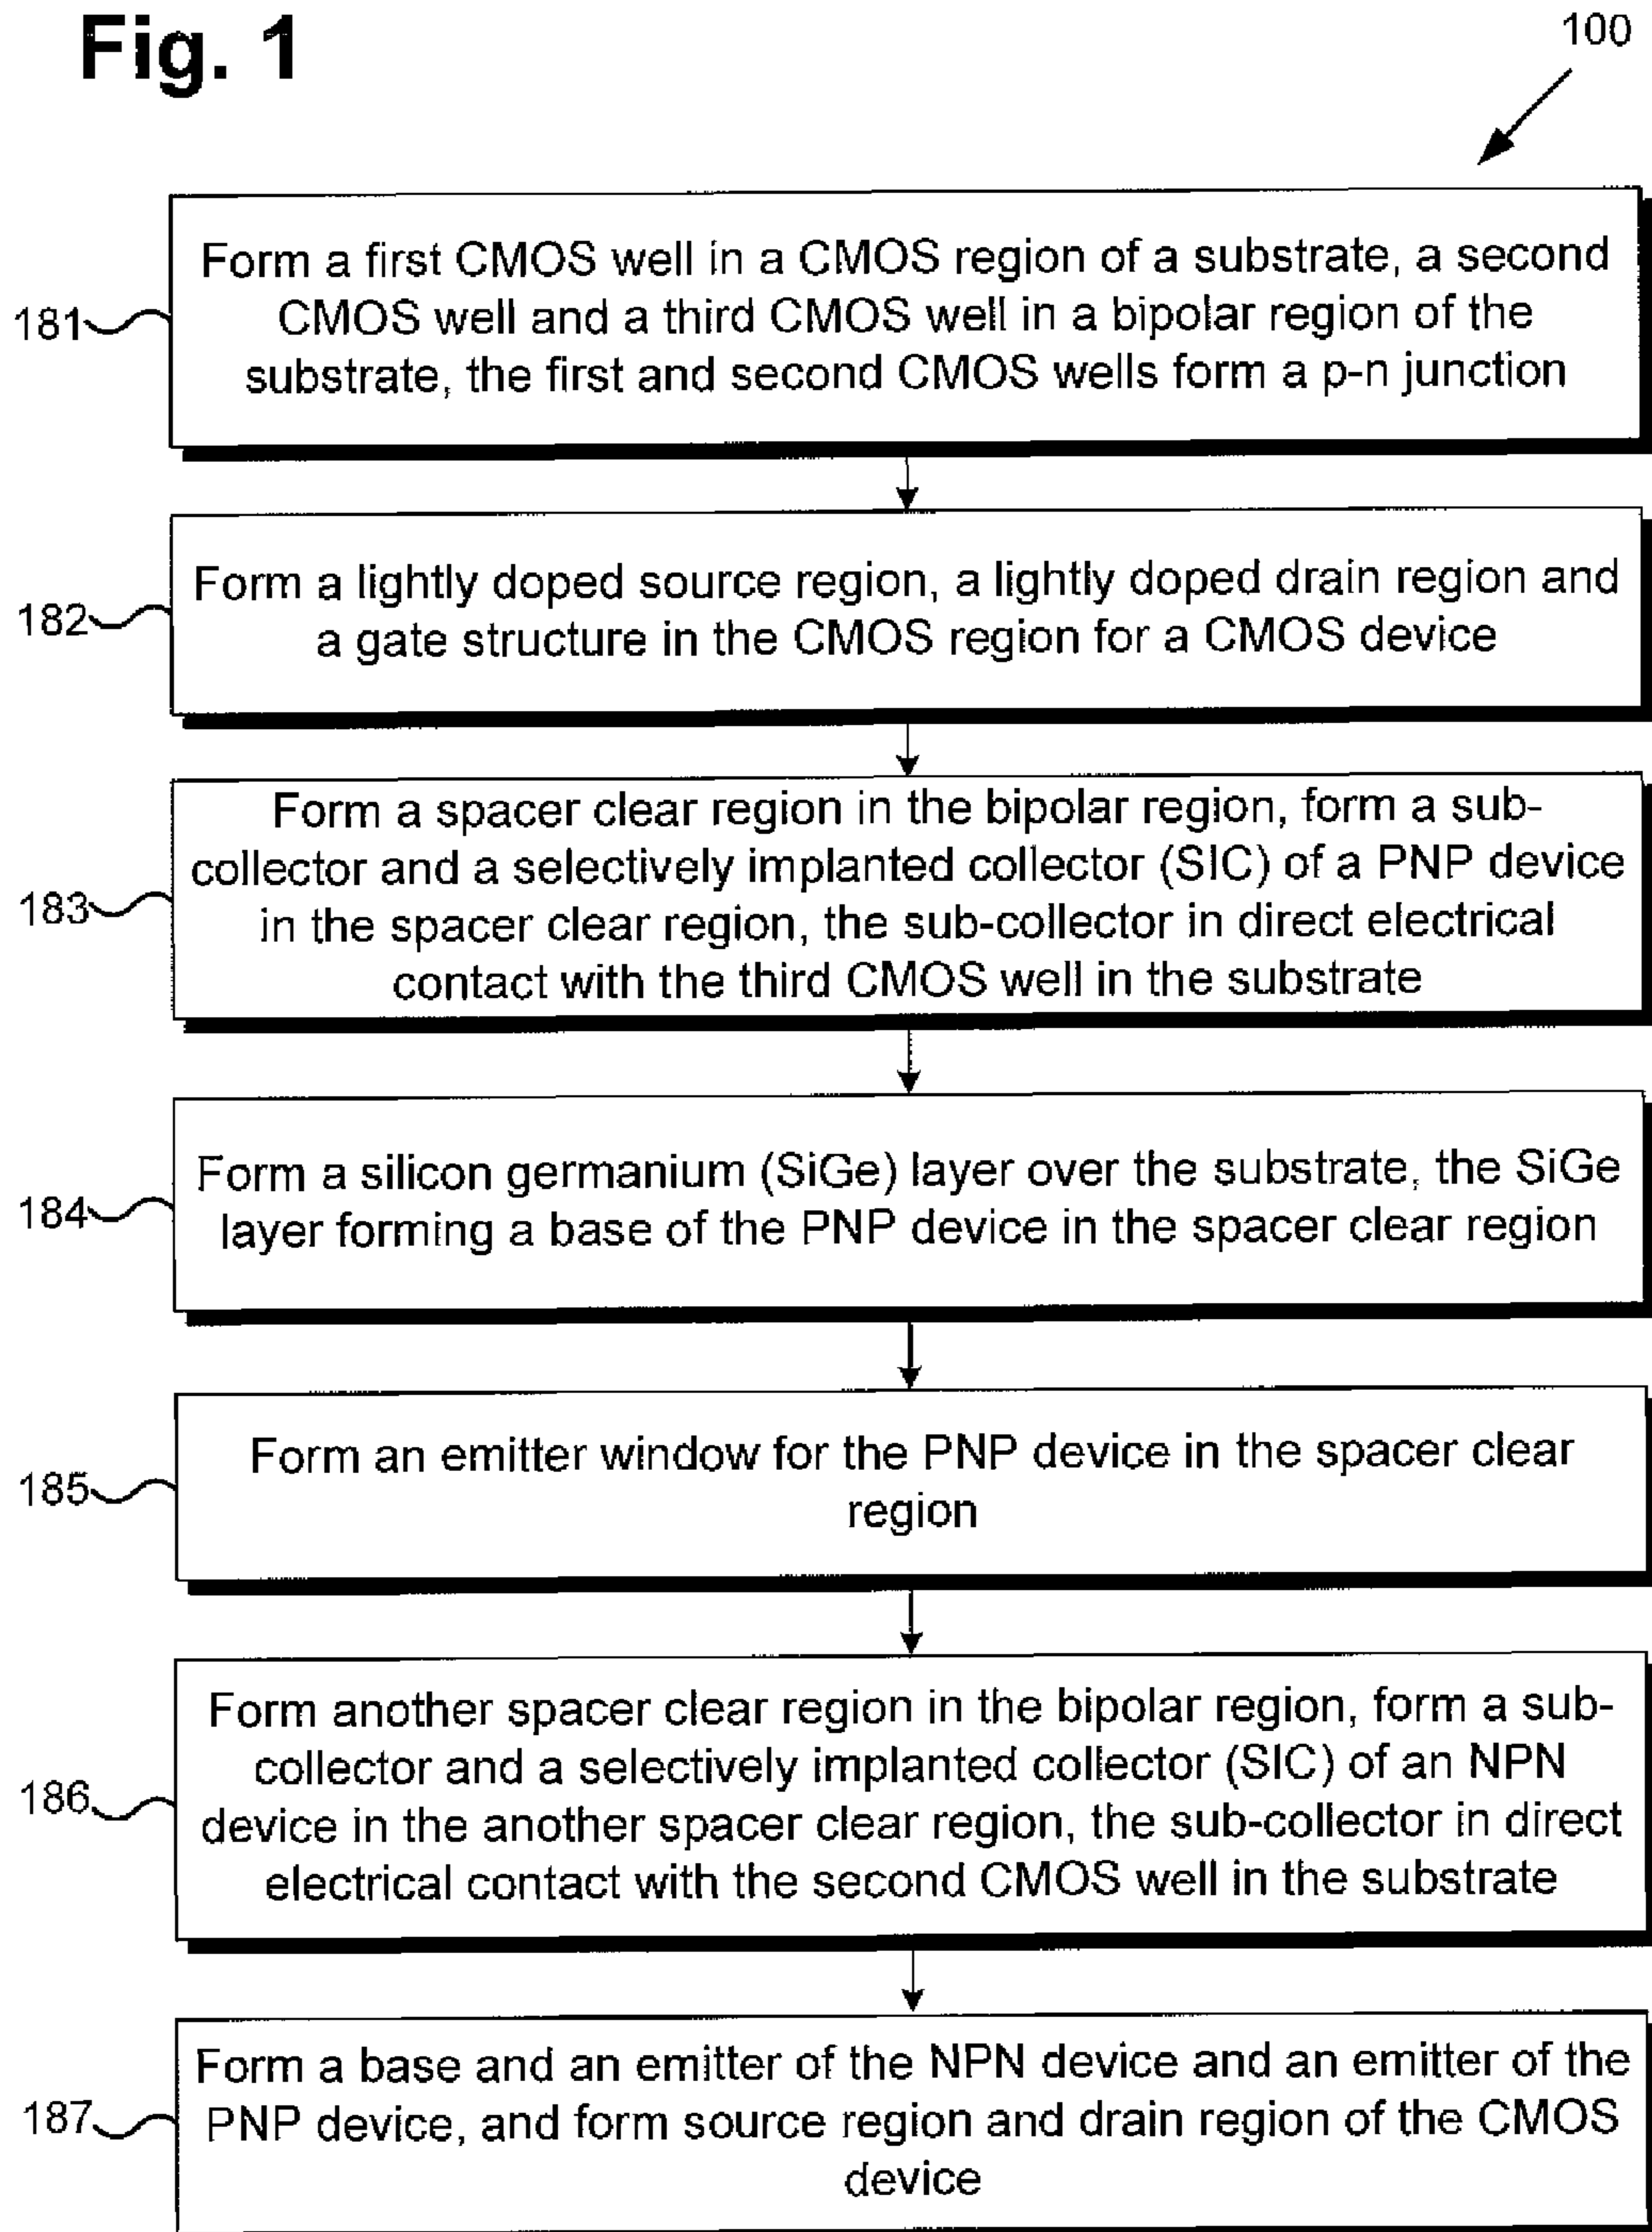 Fig. 1
100
181
Form a first CMOS well in a CMOS region of a substrate, a second
CMOS well and a third CMOS well in a bipolar region of the
substrate, the first and second CMOS wells form a p-n junction
182
Form a lightly doped source region, a lightly doped drain region and
a gate structure in the CMOS region for a CMOS device
183
Form a spacer clear region in the bipolar region, form a sub-
collector and a selectively implanted collector (SIC) of a PNP device
in the spacer clear region, the sub-collector in direct electrical
contact with the third CMOS well in the substrate
184
Form a silicon germanium (SiGe) layer over the substrate, the SiGe
layer forming a base of the PNP device in the spacer clear region
185
Form an emitter window for the PNP device in the spacer clear
region
186
Form another spacer clear region in the bipolar region, form a sub-
collector and a selectively implanted collector (SIC) of an NPN
device in the another spacer clear region, the sub-collector in direct
electrical contact with the second CMOS well in the substrate
187
Form a base and an emitter of the NPN device and an emitter of the
PNP device, and form source region and drain region of the CMOS
device